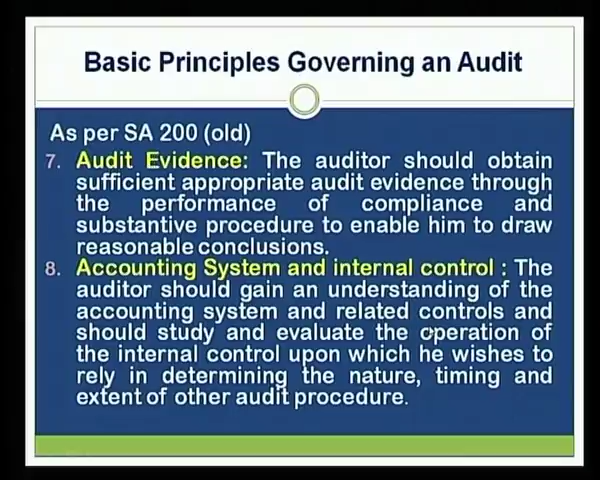 Basic Principles Governing an Audit
As per SA 200 (old)
7. Audit Evidence: The auditor should obtain
sufficient appropriate audit evidence through
the performance of compliance and
substantive procedure to enable him to draw
reasonable conclusions.
8. Accounting System and internal control : The
auditor should gain an understanding of the
accounting system and related controls and
should study and evaluate the operation of
the internal control upon which he wishes to
rely in determining the nature, timing and
extent of other audit procedure.